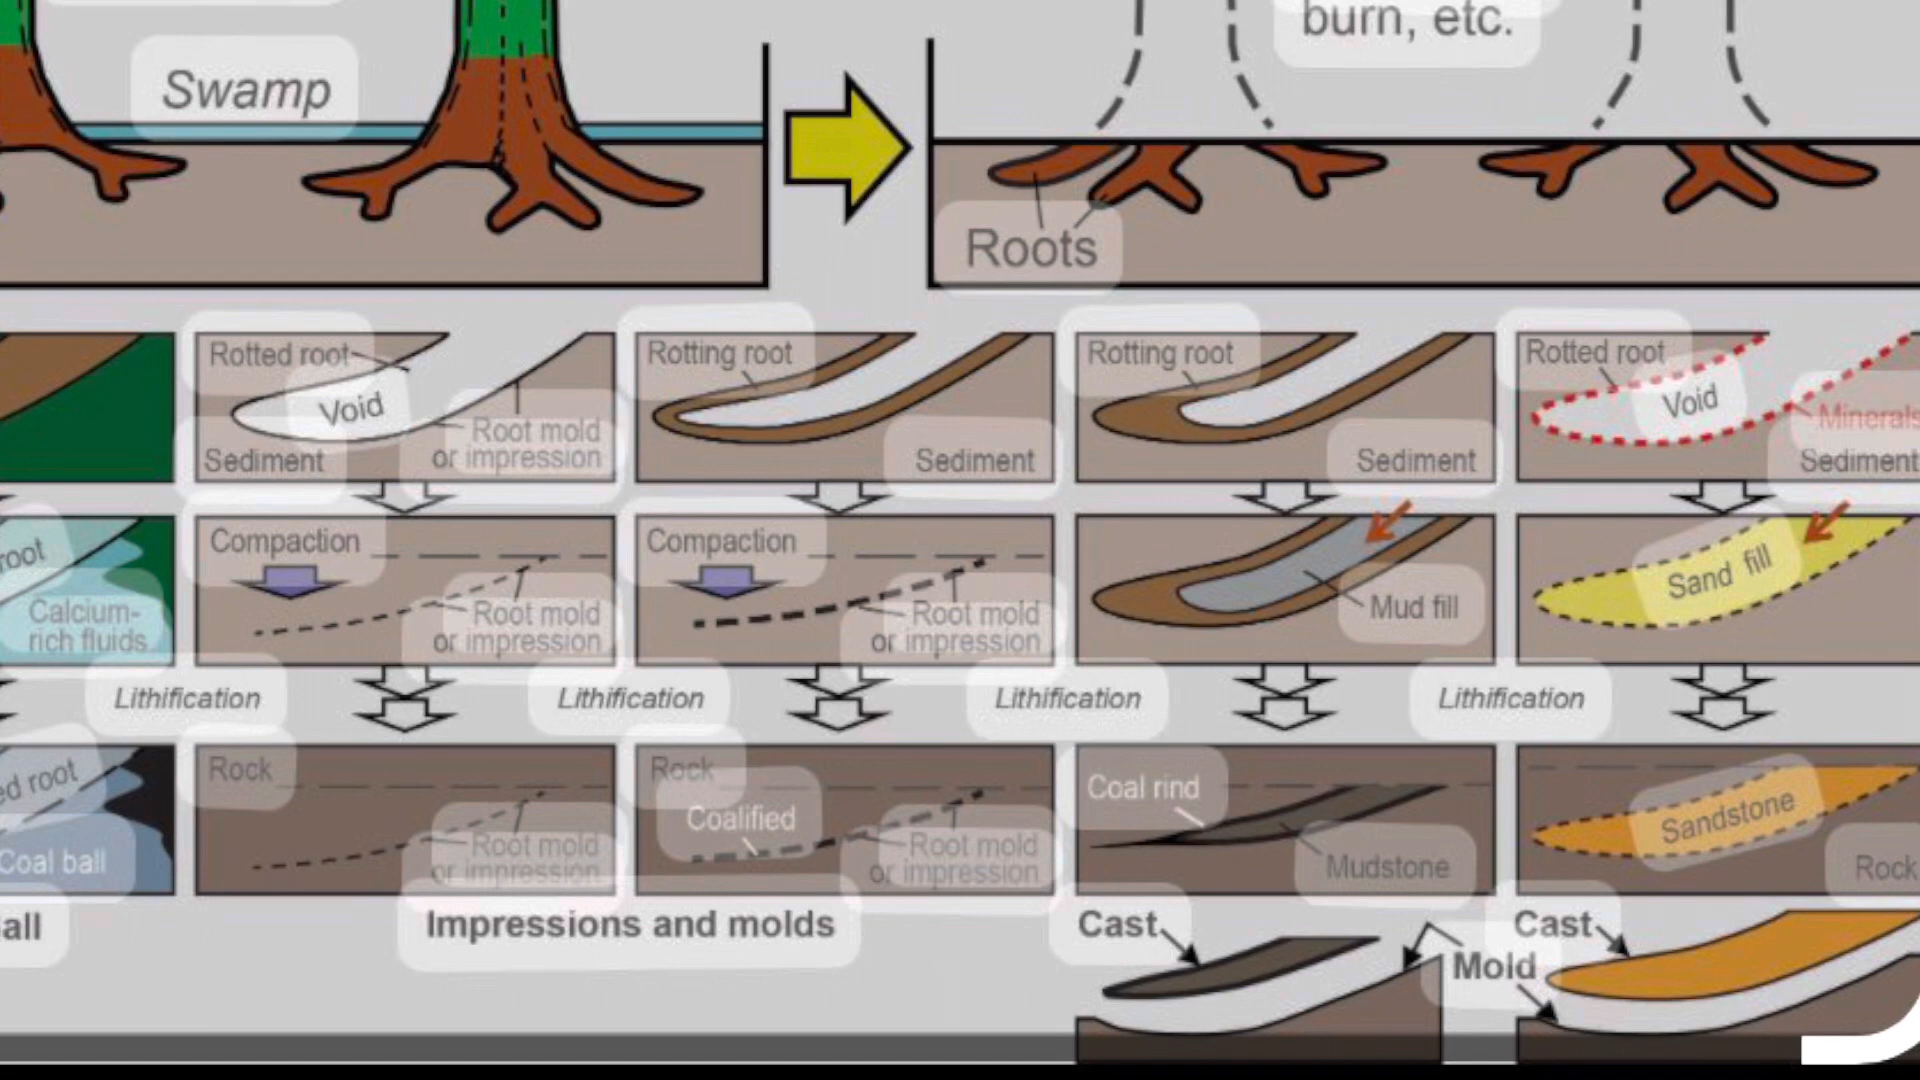 burn, etc.
Swamp
Roots
Rotted root
Void
Root mold
or impression
Sediment
Rotting root
Sediment
Rotting root
Sediment
Rotted root
Void
Minerals
Sediment
root
Calcium-
rich fluids
Compaction
Root mold
or impression
Compaction
Root mold
or impression
Mud fill
Sand fill
Lithification
Lithification
Lithification
Lithification
ed root
Coal ball
Rock
Root mold
or impression
Rock
Coalified
Root mold
or impression
Coal rind
Mudstone
Sandstone
Rock
all
Impressions and molds
Cast
Mold
Cast